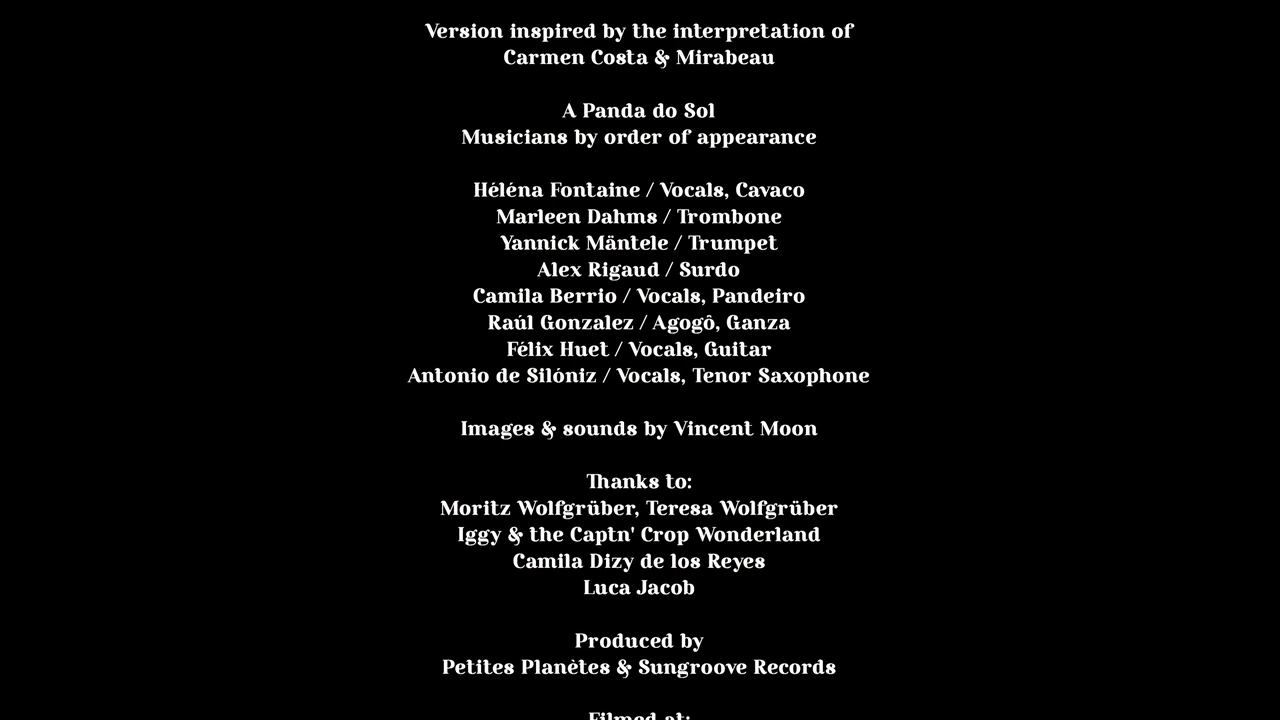 Version inspired by the interpretation of
Carmen Costa & Mirabeau
A Panda do Sol
Musicians by order of appearance
Héléna Fontaine / Vocals, Cavaco
Marleen Dahms / Trombone
Yannick Mäntele / Trumpet
Alex Rigaud / Surdo
Camila Berrio / Vocals, Pandeiro
Raúl Gonzalez / Agogô, Ganza
Félix Huet / Vocals, Guitar
Antonio de Silóniz / Vocals, Tenor Saxophone
Images & sounds by Vincent Moon
Thanks to:
Moritz Wolfgrüber, Teresa Wolfgrüber
Iggy & the Captn' Crop Wonderland
Camila Dizy de los Reyes
Luca Jacob
Produced by
Petites Planètes & Sungroove Records
Filmed at: